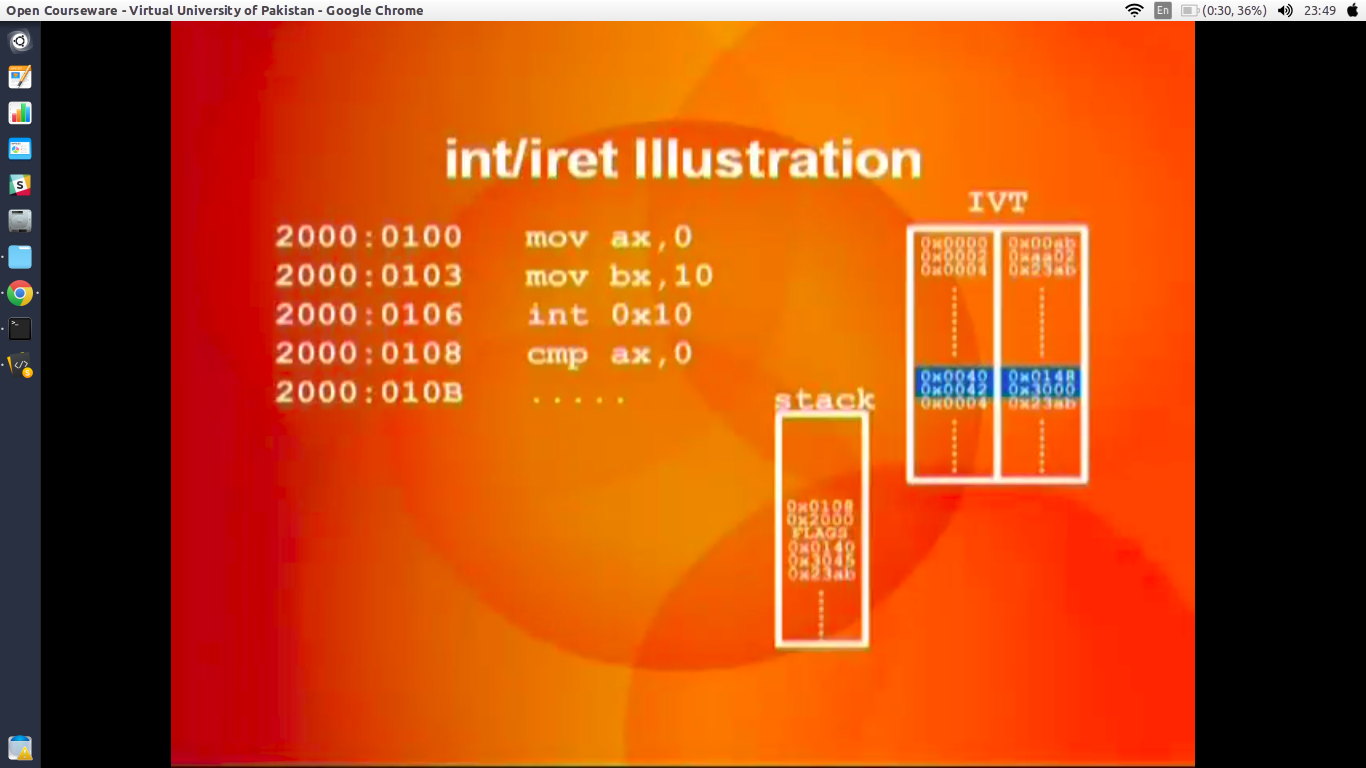 Open Courseware - Virtual University of Pakistan - Google Chrome
En (0:30, 36%) 23:49
int/iret Illustration
IVT
2000:0100 mov ax,0
2000:0103 mov bx,10
2000:0106 int 0x10
2000:0108 cmp ax,0
2000:010B .....
0x0000 0x00ab
0x0002 0xaa02
0x0004 0x23ab
0x0040 0x0148
0x0042 0x3000
0x0004 0x23ab
stack
0x0108
0x2000
FLAGS
0x0140
0x3045
0x23ab